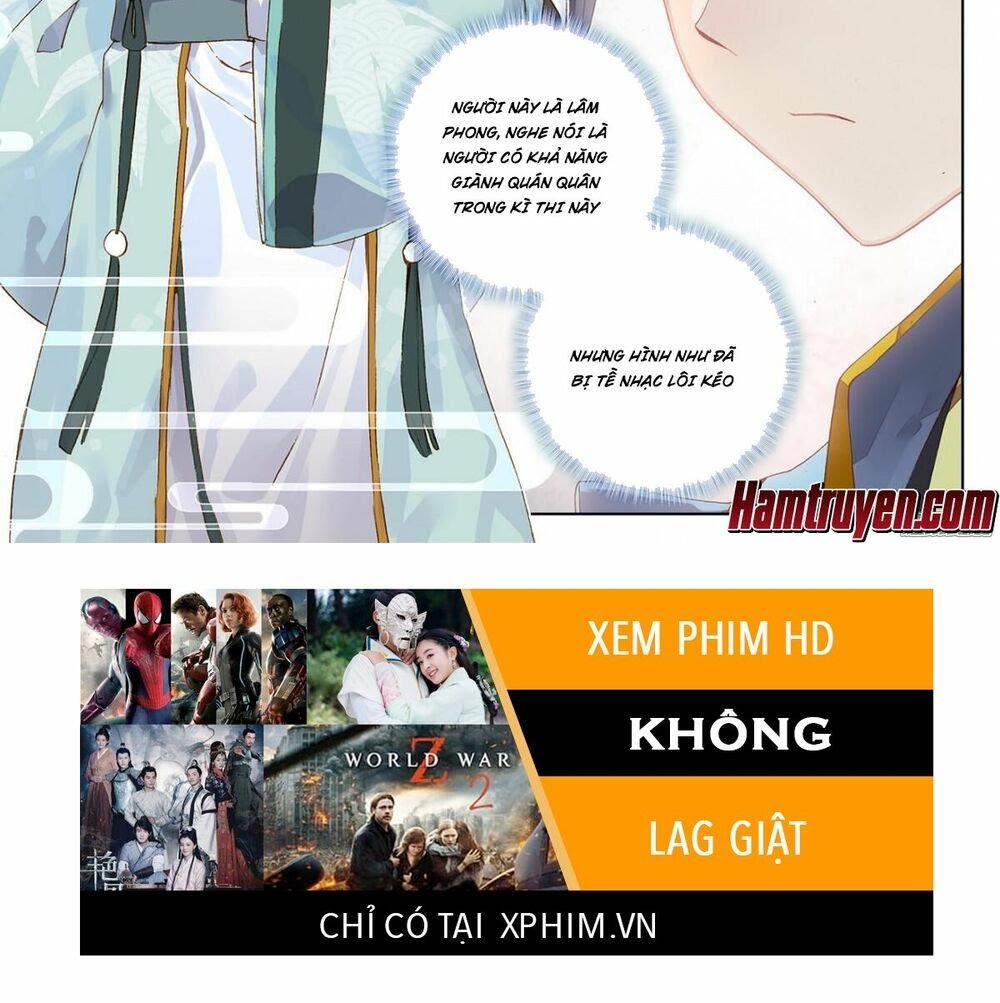 NGƯỜI NÀY LÀ LÂM
PHONG, NGHE NÓI LÀ
NGƯỜI CÓ KHẢ NĂNG
GIÀNH QUÁN QUÂN
TRONG KÌ THI NÀY
NHƯNG HÌNH NHƯ ĐÃ
BỊ TỀ NHẠC LÔI KÉO
Hamtruyen.com
XEM PHIM HD
KHÔNG
WORLD WAR
Z
2
LAG GIẬT
CHỈ CÓ TẠI XPHIM.VN